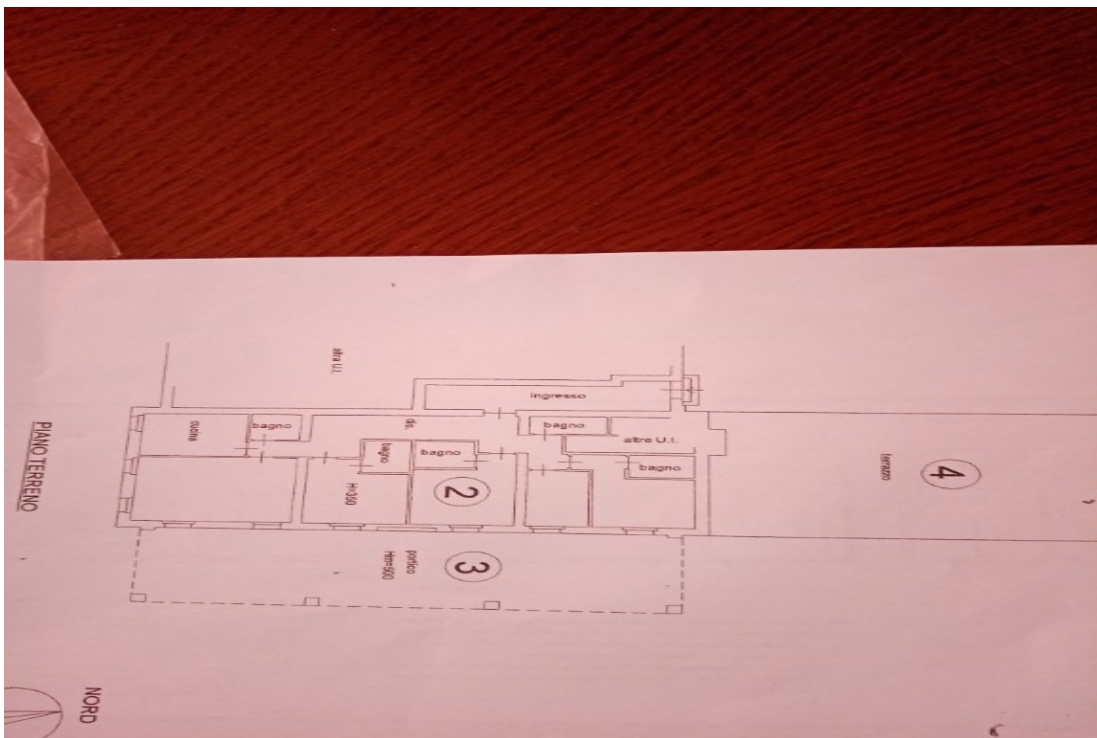 altra U.I.
ingresso
cucina
bagno
dis.
bagno
bagno
bagno
altre U.I.
bagno
terrazzo
4
2
H=350
3
portico
Hm=500
PIANO TERRENO
NORD